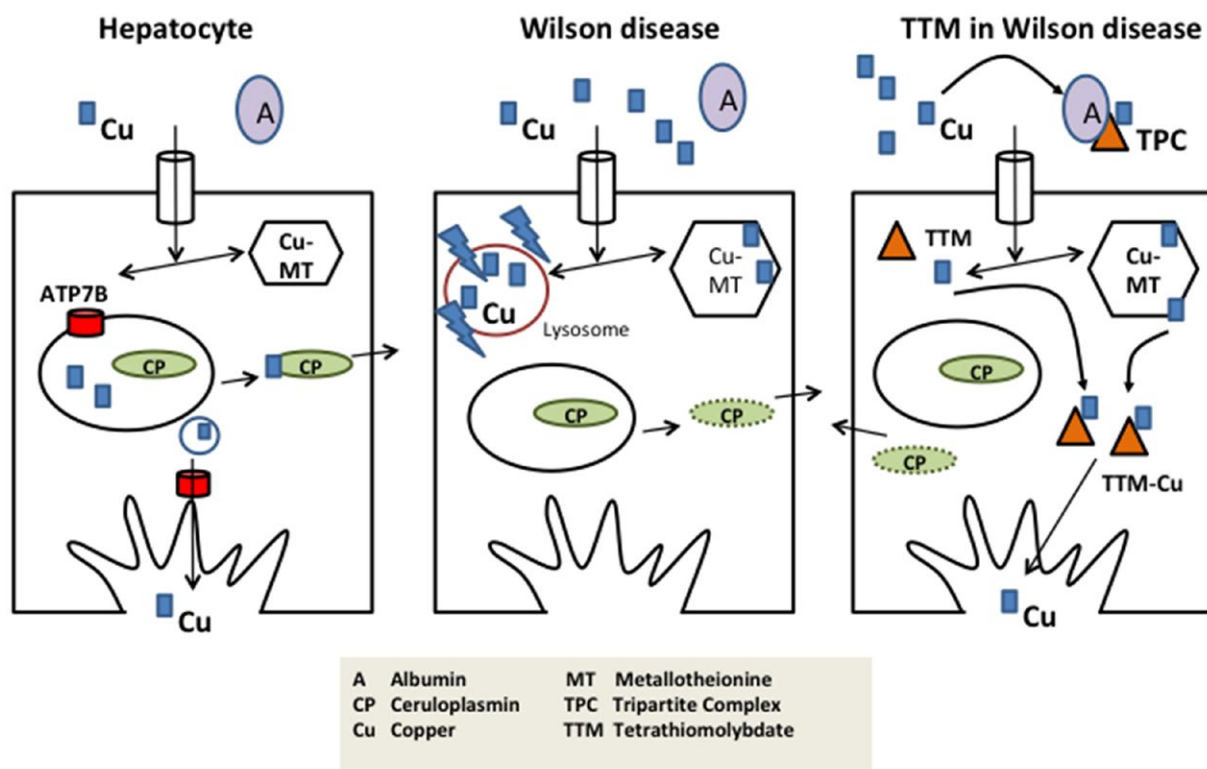 Hepatocyte
Cu
A
Cu-
MT
ATP7B
CP
CP
Cu
Wilson disease
A
Cu
Cu-
MT
Cu
Lysosome
CP
CP
TTM in Wilson disease
A
Cu
TPC
TTM
Cu-
MT
CP
CP
TTM-Cu
Cu
A Albumin MT Metallotheionine
CP Ceruloplasmin TPC Tripartite Complex
Cu Copper TTM Tetrathiomolybdate